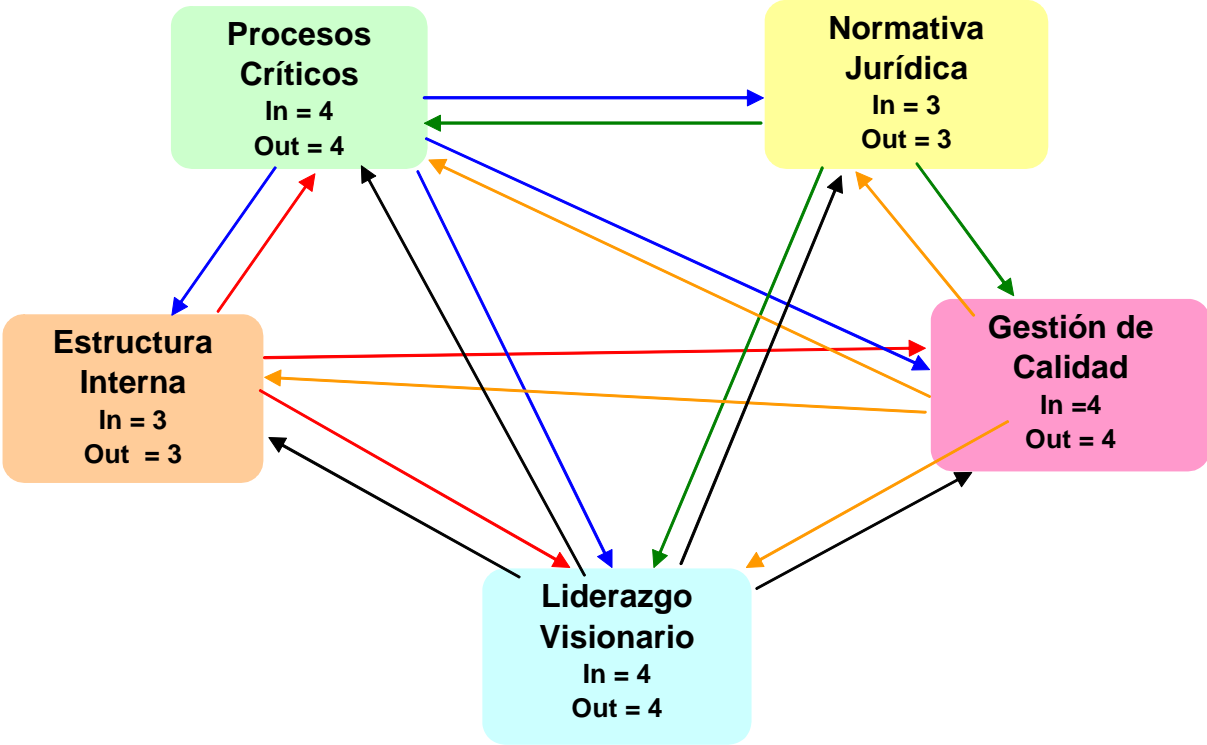 Procesos
Críticos
In = 4
Out = 4
Normativa
Jurídica
In = 3
Out = 3
Estructura
Interna
In = 3
Out  = 3
Gestión de
Calidad
In =4
Out = 4
Liderazgo
Visionario
In = 4
Out = 4